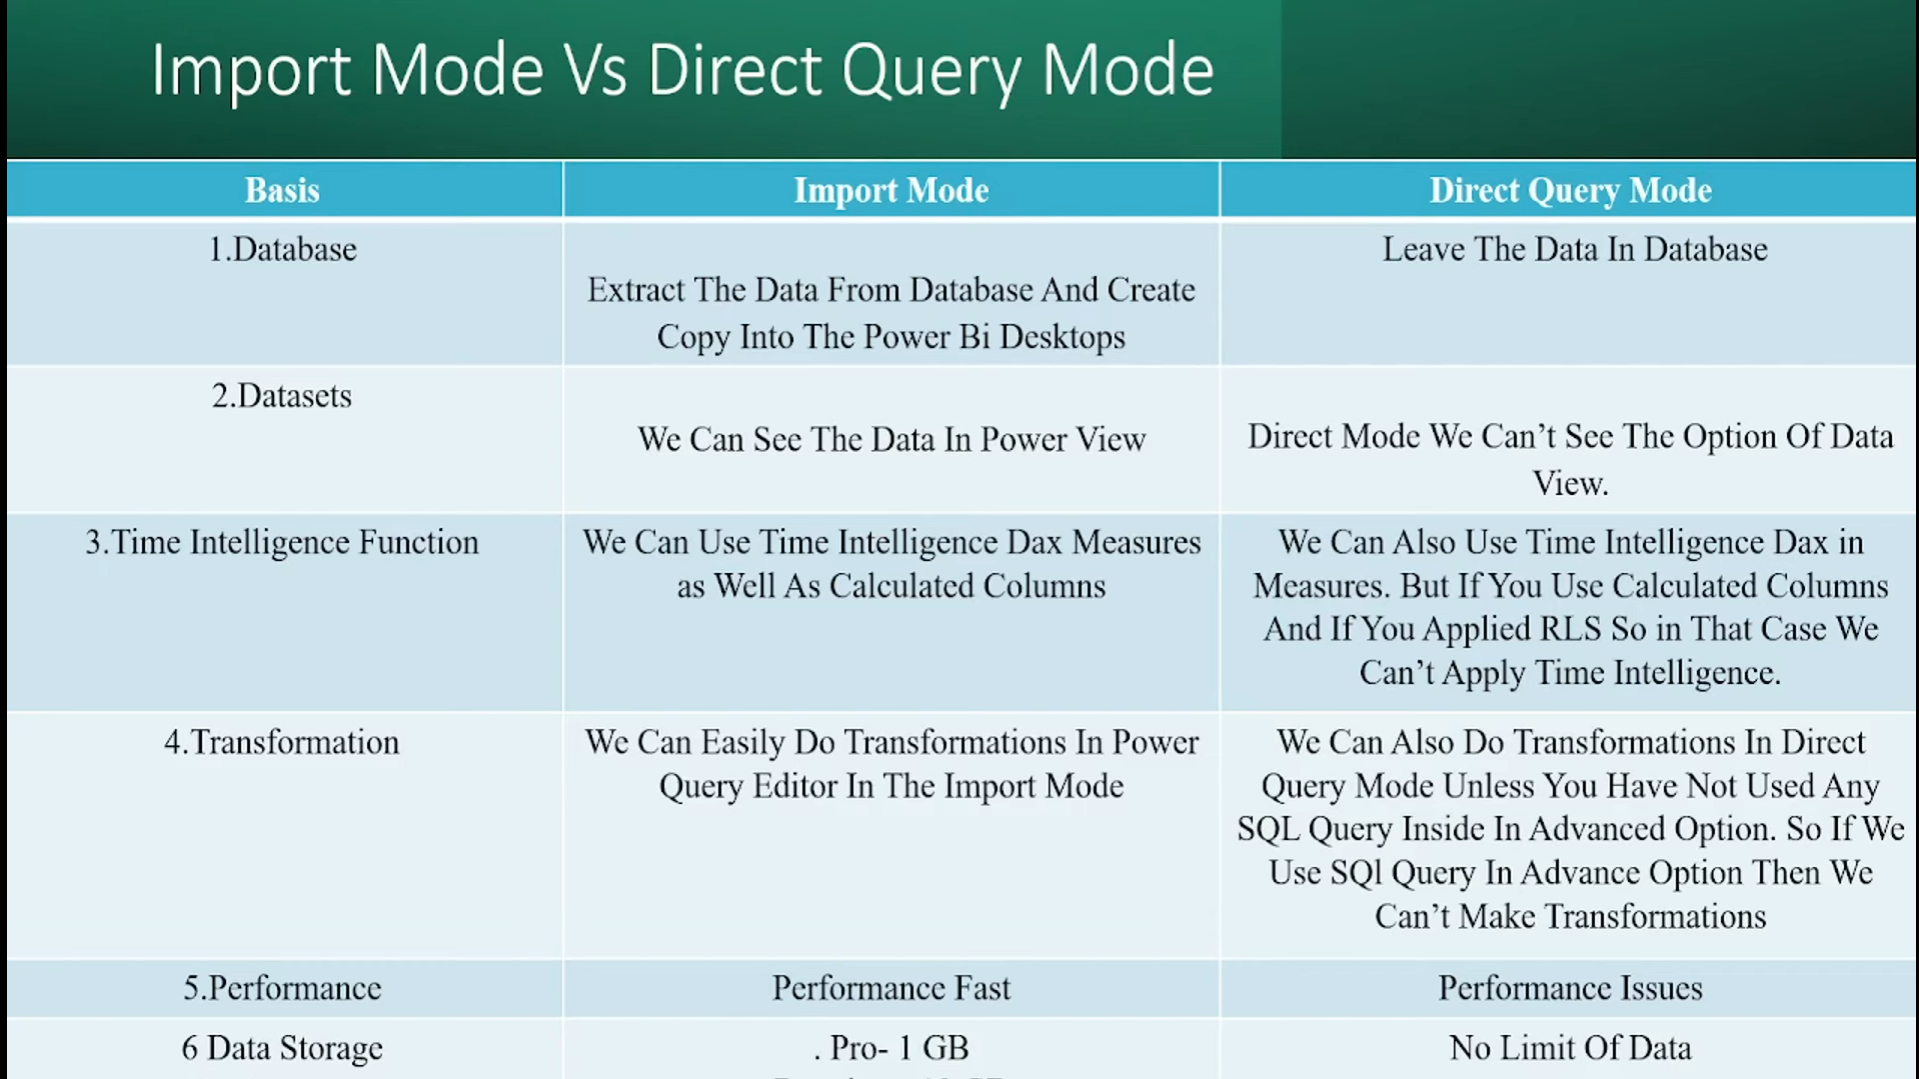 Import Mode Vs Direct Query Mode
Basis
Import Mode
Direct Query Mode
1.Database
Extract The Data From Database And Create
Copy Into The Power Bi Desktops
Leave The Data In Database
2.Datasets
We Can See The Data In Power View
Direct Mode We Can’t See The Option Of Data
View.
3.Time Intelligence Function
We Can Use Time Intelligence Dax Measures
as Well As Calculated Columns
We Can Also Use Time Intelligence Dax in
Measures. But If You Use Calculated Columns
And If You Applied RLS So in That Case We
Can’t Apply Time Intelligence.
4.Transformation
We Can Easily Do Transformations In Power
Query Editor In The Import Mode
We Can Also Do Transformations In Direct
Query Mode Unless You Have Not Used Any
SQL Query Inside In Advanced Option. So If We
Use SQl Query In Advance Option Then We
Can’t Make Transformations
5.Performance
Performance Fast
Performance Issues
6 Data Storage
. Pro- 1 GB
No Limit Of Data